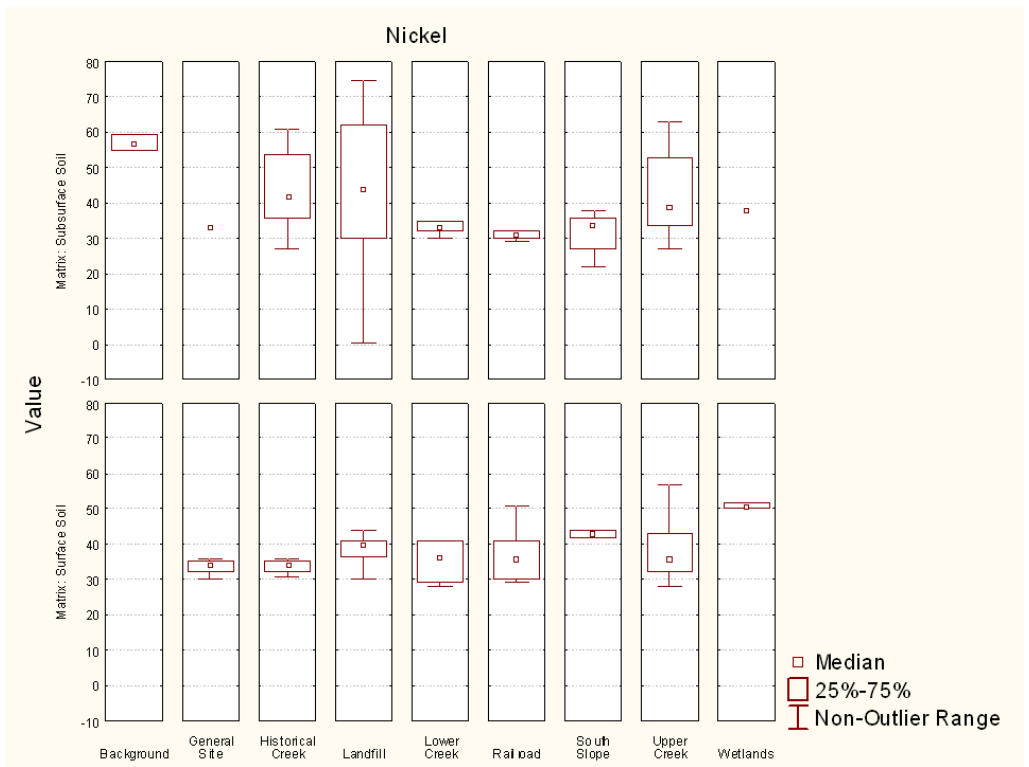 Nickel
Value
Matrix: Subsurface Soil
80
70
60
50
40
30
20
10
0
-10
Matrix: Surface Soil
80
70
60
50
40
30
20
10
0
-10
Background
General
Site
Historical
Creek
Landfill
Lower
Creek
Railroad
South
Slope
Upper
Creek
Wetlands
Median
25%-75%
Non-Outlier Range